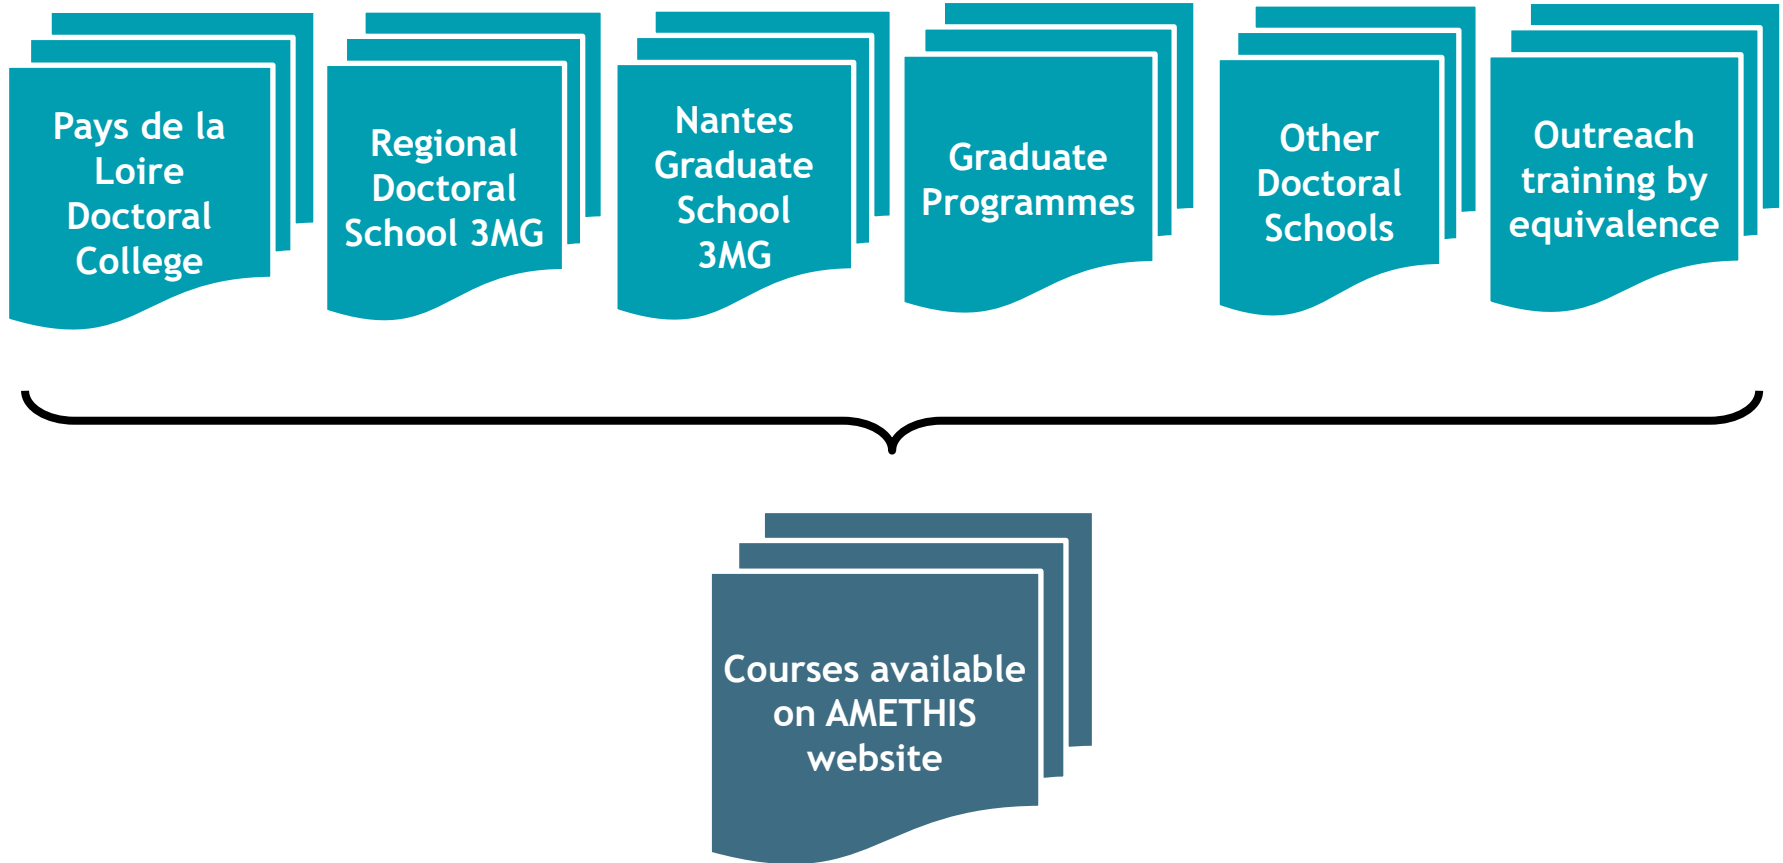 Pays de la
Loire
Doctoral
College
Regional
Doctoral
School 3MG
Nantes
Graduate
School
3MG
Graduate
Programmes
Other
Doctoral
Schools
Outreach
training by
equivalence
Courses available
on AMETHIS
website